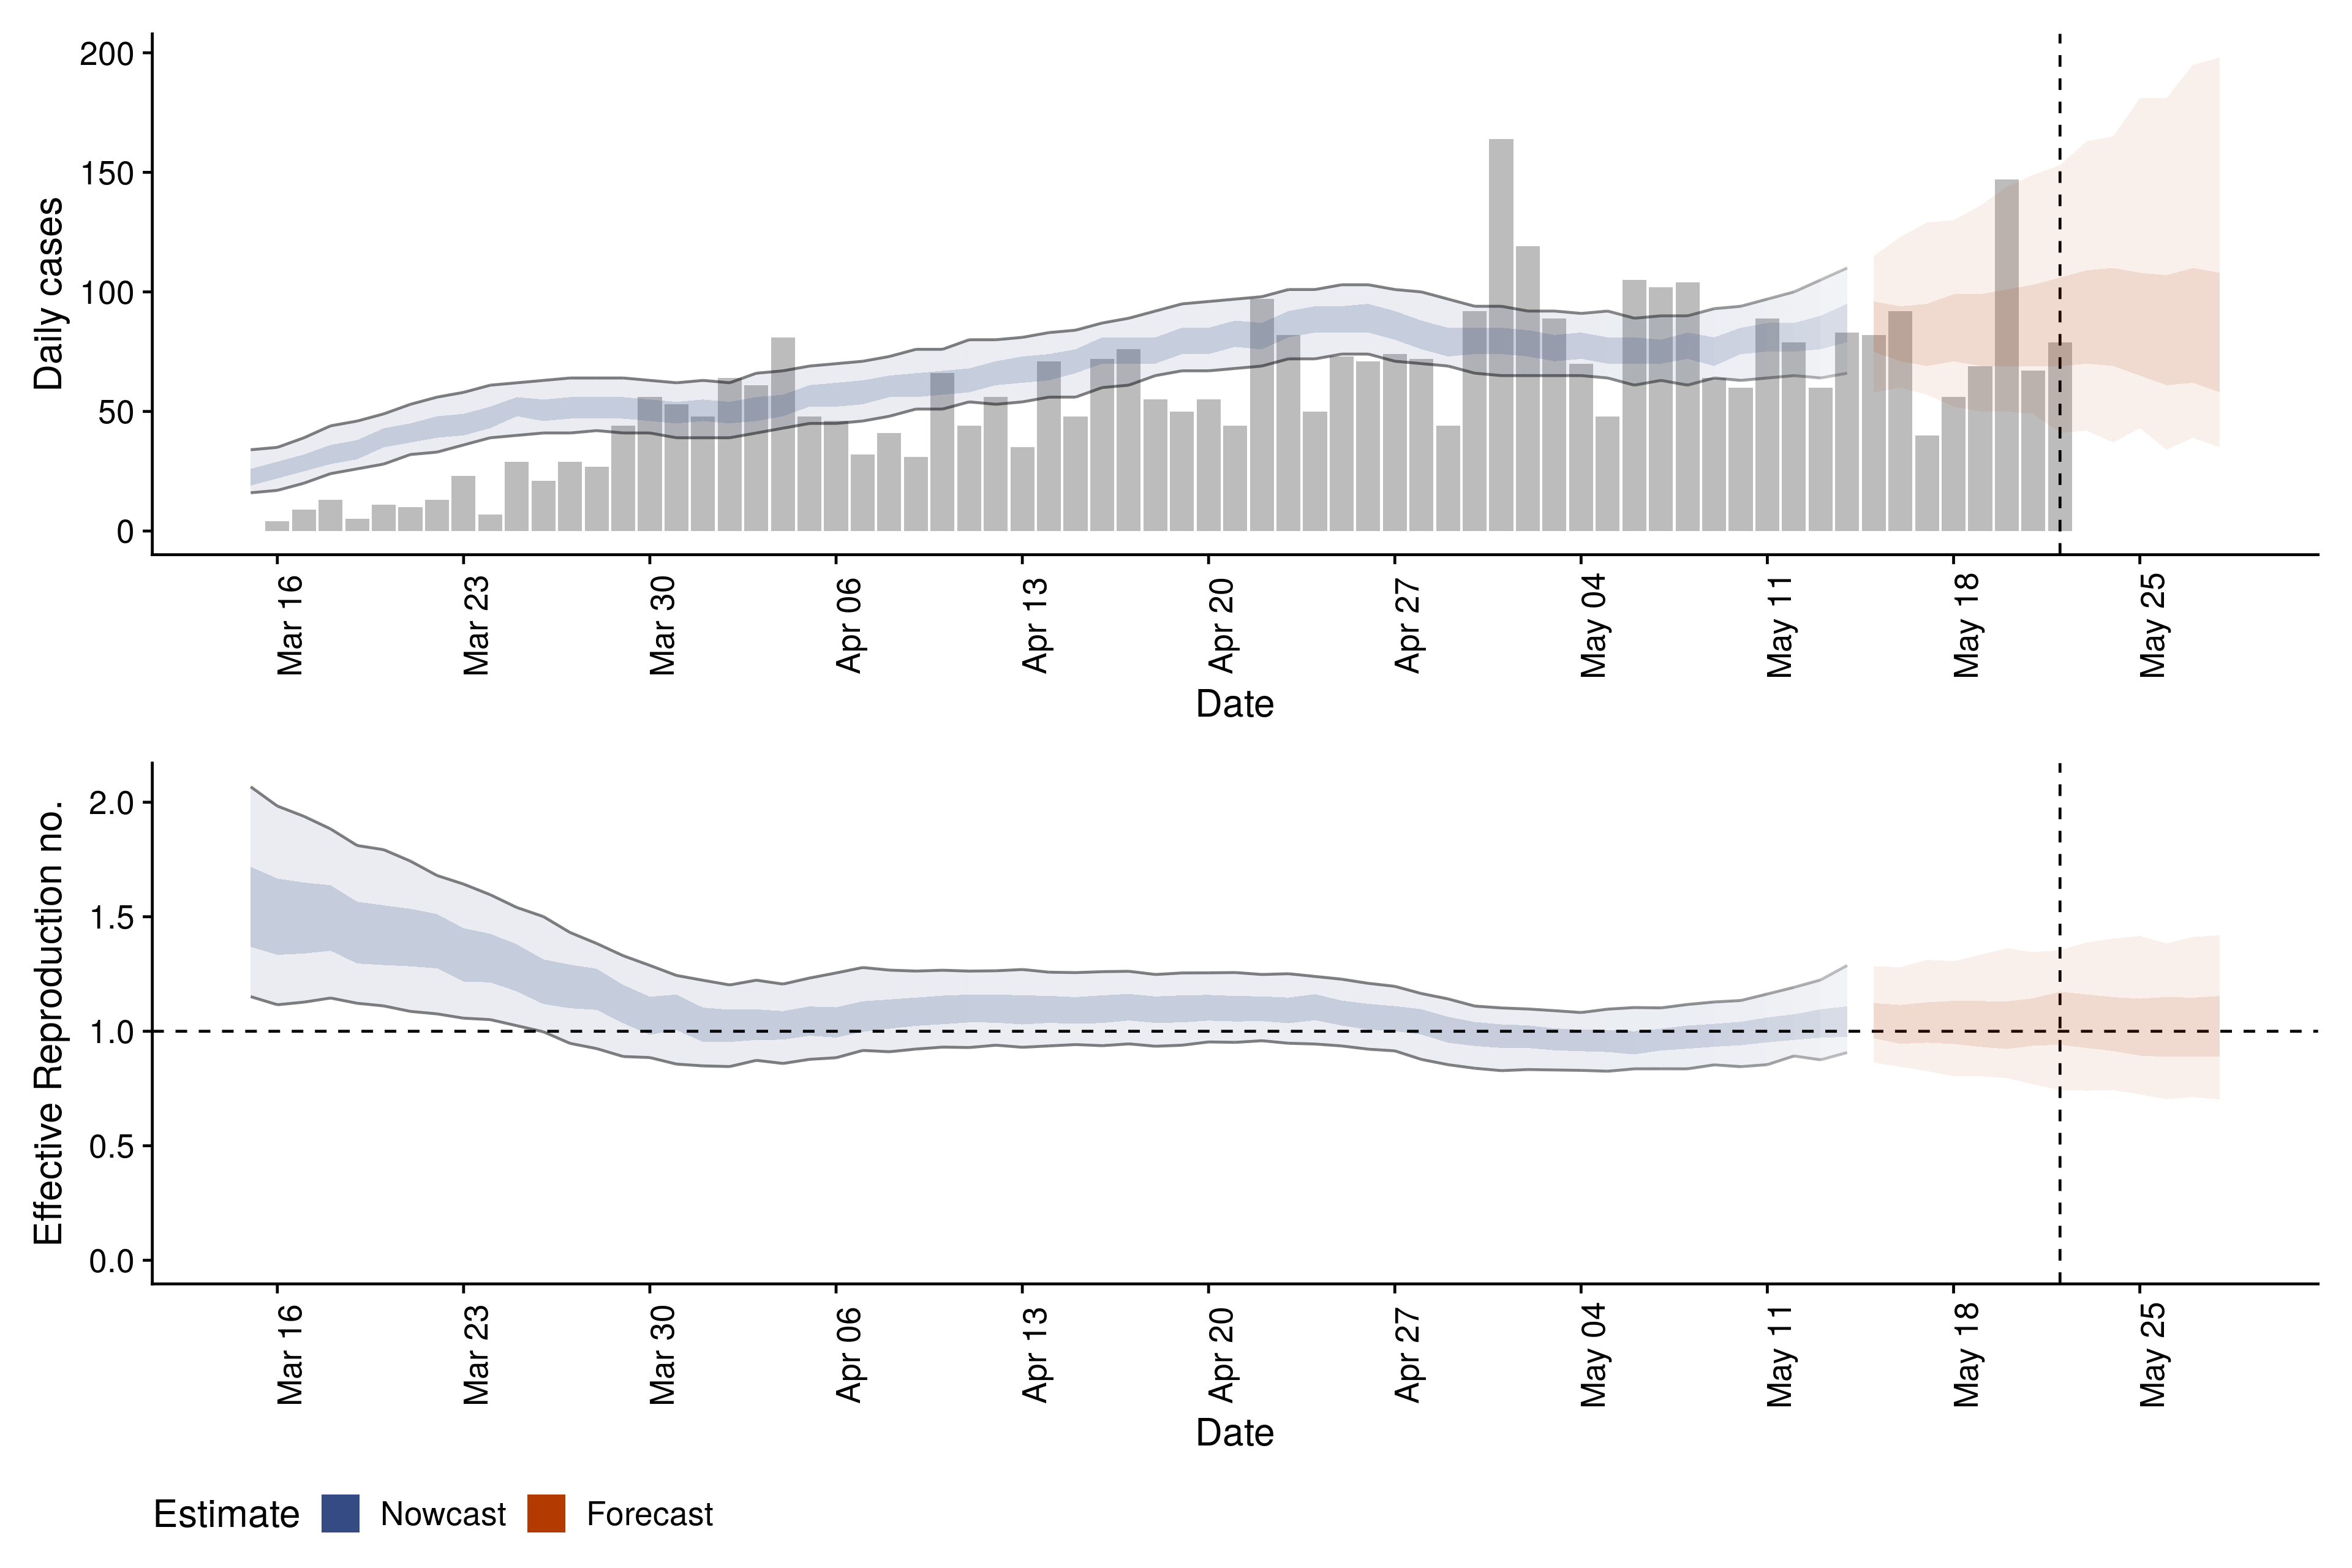 Daily cases
200
150
100
50
0
Mar 16
Mar 23
Mar 30
Apr 06
Apr 13
Apr 20
Apr 27
May 04
May 11
May 18
May 25
Date
Effective Reproduction no.
2.0
1.5
1.0
0.5
0.0
Mar 16
Mar 23
Mar 30
Apr 06
Apr 13
Apr 20
Apr 27
May 04
May 11
May 18
May 25
Date
Estimate Nowcast Forecast